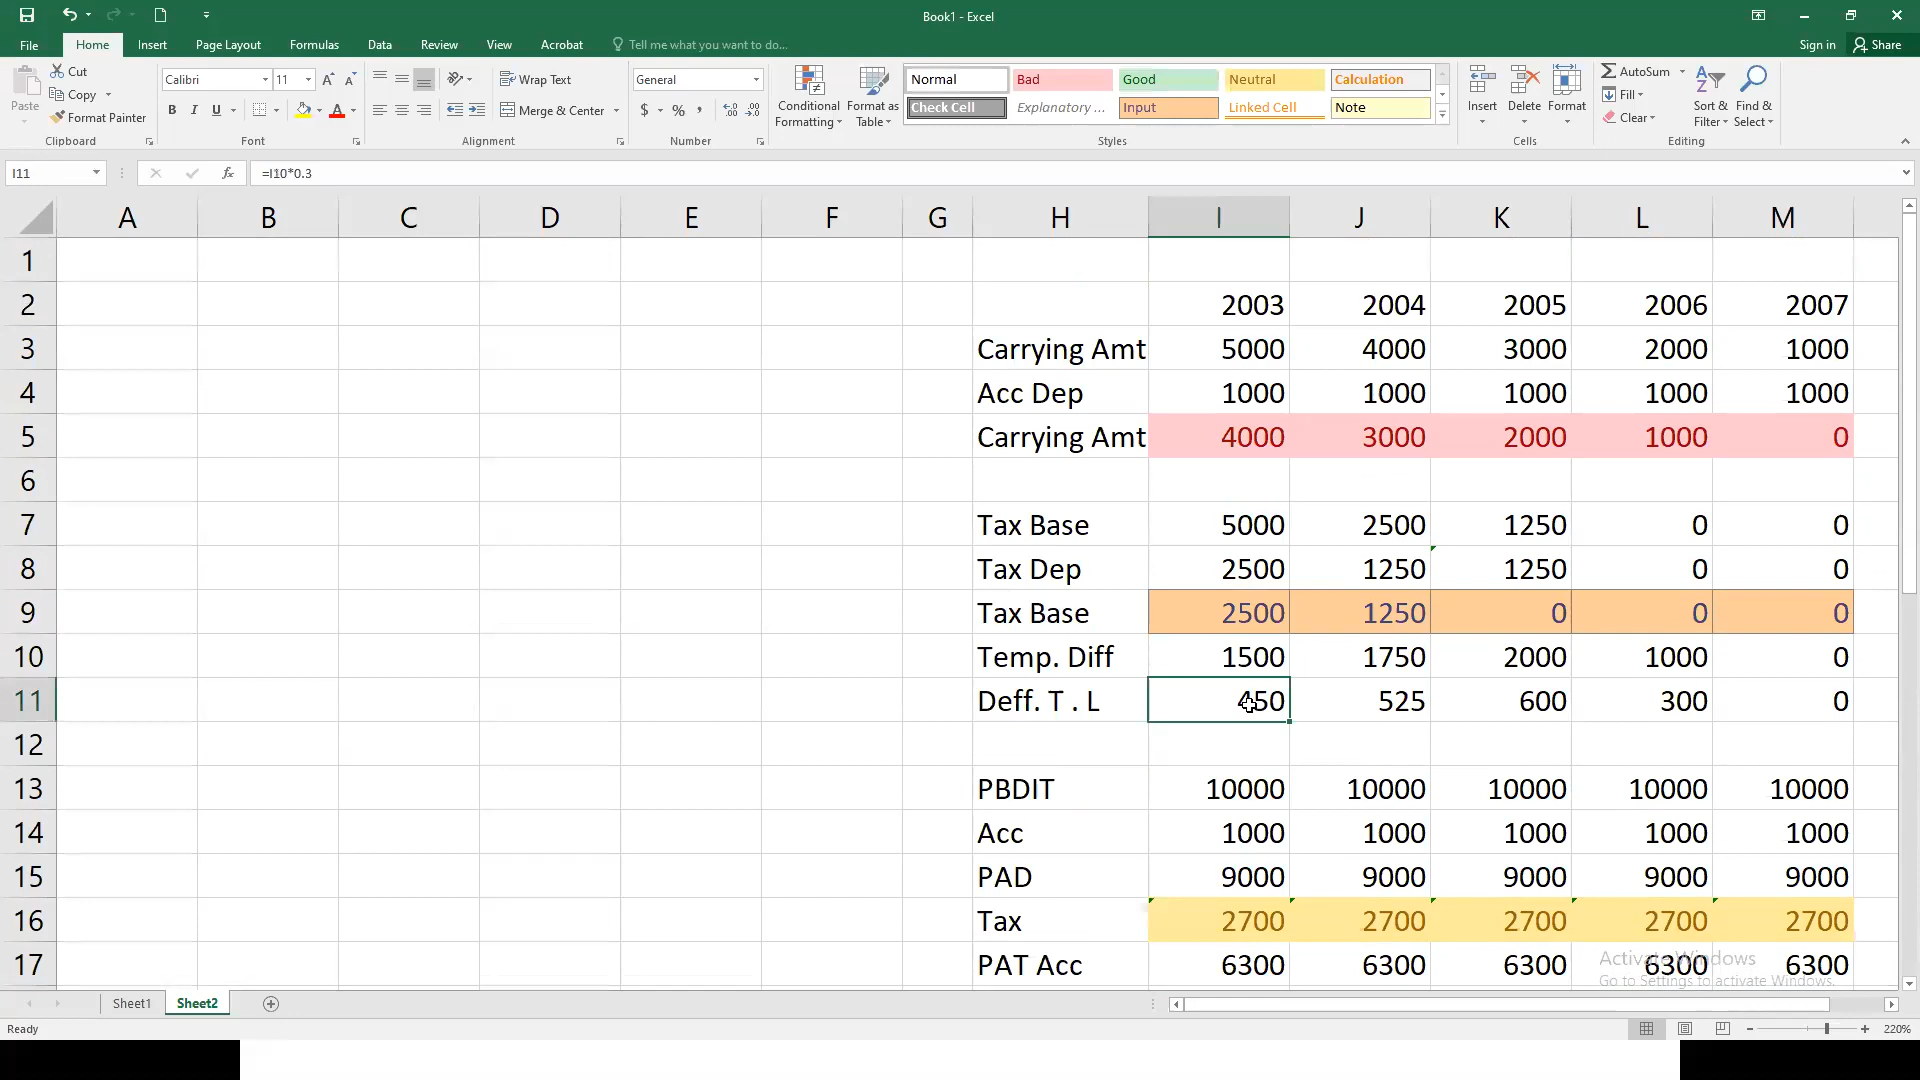 Book1 - Excel
File Home Insert Page Layout Formulas Data Review View Acrobat Tell me what you want to do... Sign in Share
Paste Cut Copy Format Painter
Calibri 11 A A
B I U A
Wrap Text
Merge & Center
General
$ % , .0 .00
Conditional Formatting
Format as Table
Normal Bad Good Neutral Calculation
Check Cell Explanatory ... Input Linked Cell Note
Insert Delete Format
AutoSum Fill Clear
Sort & Filter
Find & Select
Clipboard Font Alignment Number Styles Cells Editing
I11 fx =I10*0.3
A B C D E F G H I J K L M
1
2 2003 2004 2005 2006 2007
3 Carrying Amt 5000 4000 3000 2000 1000
4 Acc Dep 1000 1000 1000 1000 1000
5 Carrying Amt 4000 3000 2000 1000 0
6
7 Tax Base 5000 2500 1250 0 0
8 Tax Dep 2500 1250 1250 0 0
9 Tax Base 2500 1250 0 0 0
10 Temp. Diff 1500 1750 2000 1000 0
11 Deff. T . L 450 525 600 300 0
12
13 PBDIT 10000 10000 10000 10000 10000
14 Acc 1000 1000 1000 1000 1000
15 PAD 9000 9000 9000 9000 9000
16 Tax 2700 2700 2700 2700 2700
17 PAT Acc 6300 6300 6300 6300 6300
Activate Windows
Go to Settings to activate Windows.
Sheet1 Sheet2
Ready 220%